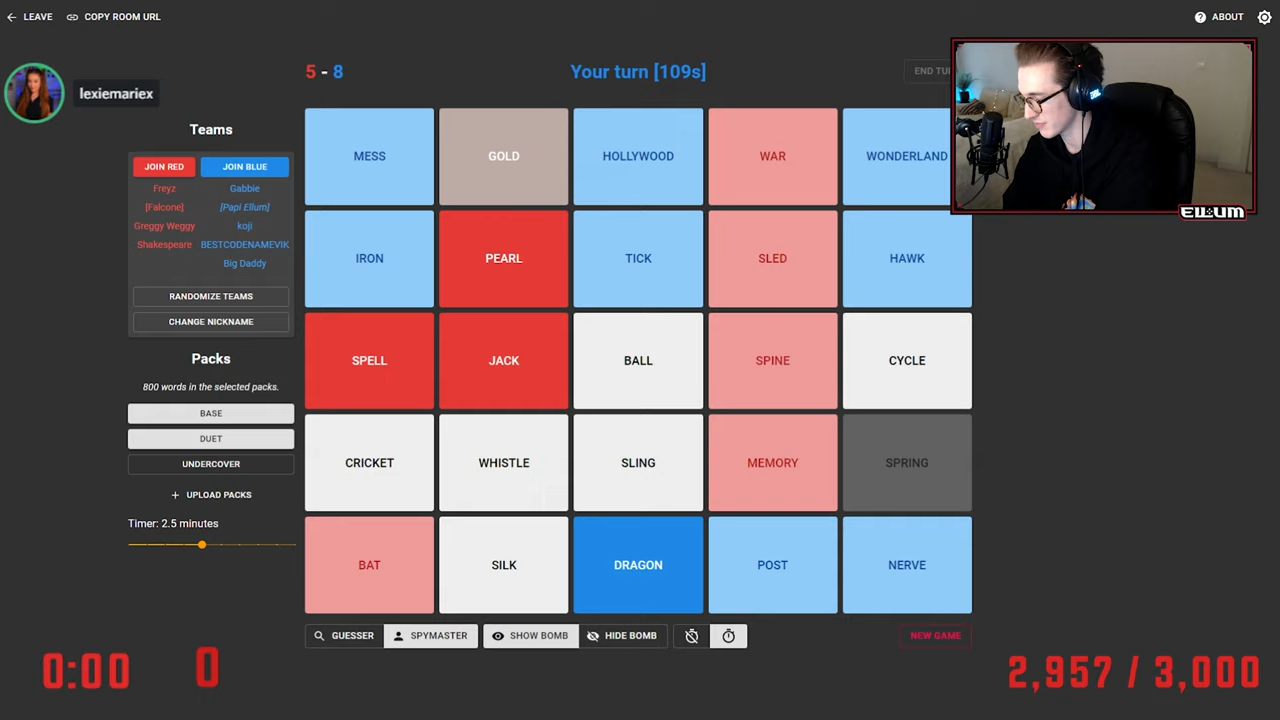 LEAVE
COPY ROOM URL
ABOUT
lexiemariex
5 - 8
Your turn [109s]
Teams
JOIN RED
JOIN BLUE
Freyz
Gabbie
[Falcone]
[Papi Ellum]
Greggy Weggy
koji
Shakespeare
BESTCODENAMEVIK
Big Daddy
RANDOMIZE TEAMS
CHANGE NICKNAME
Packs
800 words in the selected packs.
BASE
DUET
UNDERCOVER
+ UPLOAD PACKS
Timer: 2.5 minutes
MESS
GOLD
HOLLYWOOD
WAR
WONDERLAND
IRON
PEARL
TICK
SLED
HAWK
SPELL
JACK
BALL
SPINE
CYCLE
CRICKET
WHISTLE
SLING
MEMORY
SPRING
BAT
SILK
DRAGON
POST
NERVE
GUESSER
SPYMASTER
SHOW BOMB
HIDE BOMB
NEW GAME
ELLUM
0:00
0
2,957 / 3,000